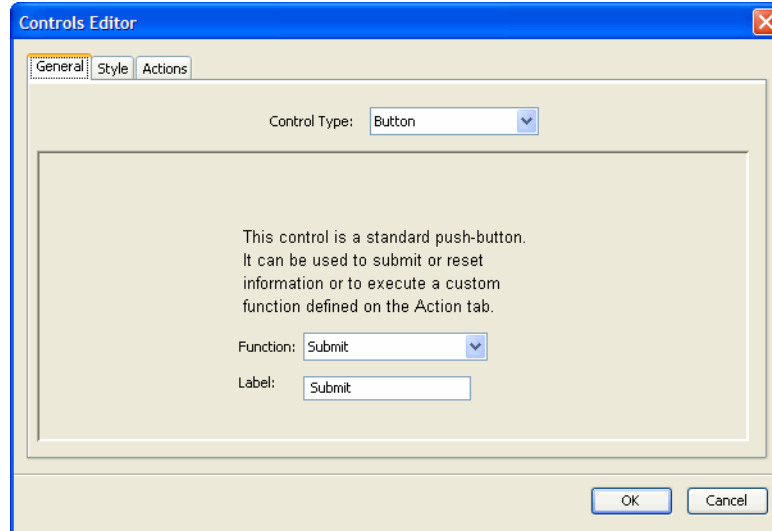 Controls Editor
General Style Actions
Control Type: Button
This control is a standard push-button.
It can be used to submit or reset
information or to execute a custom
function defined on the Action tab.
Function: Submit
Label: Submit
OK Cancel